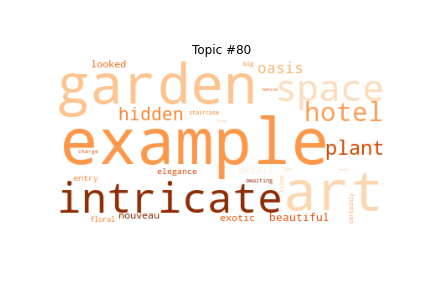 Topic #80
looked
big
oasis
garden
space
hidden
staircase
hotel
example
plant
charge
elegance
entry
awaiting
intricate
art
floral
nouveau
exotic
beautiful
certainly